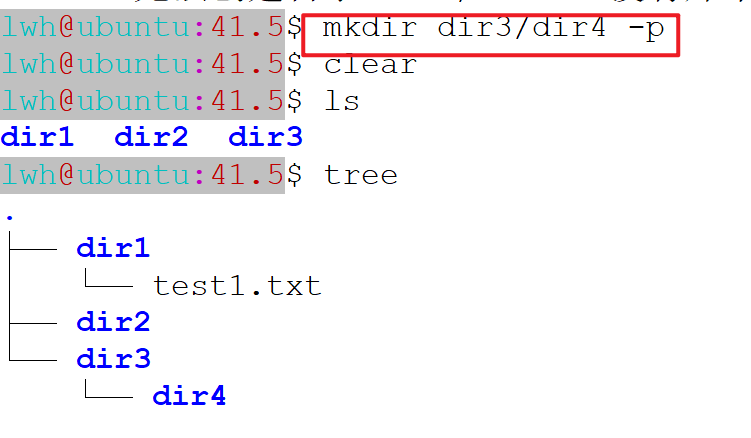 lwh@ubuntu:41.5$ mkdir dir3/dir4 -p
lwh@ubuntu:41.5$ clear
lwh@ubuntu:41.5$ ls
dir1  dir2  dir3
lwh@ubuntu:41.5$ tree
.
├── dir1
│   └── test1.txt
├── dir2
└── dir3
    └── dir4